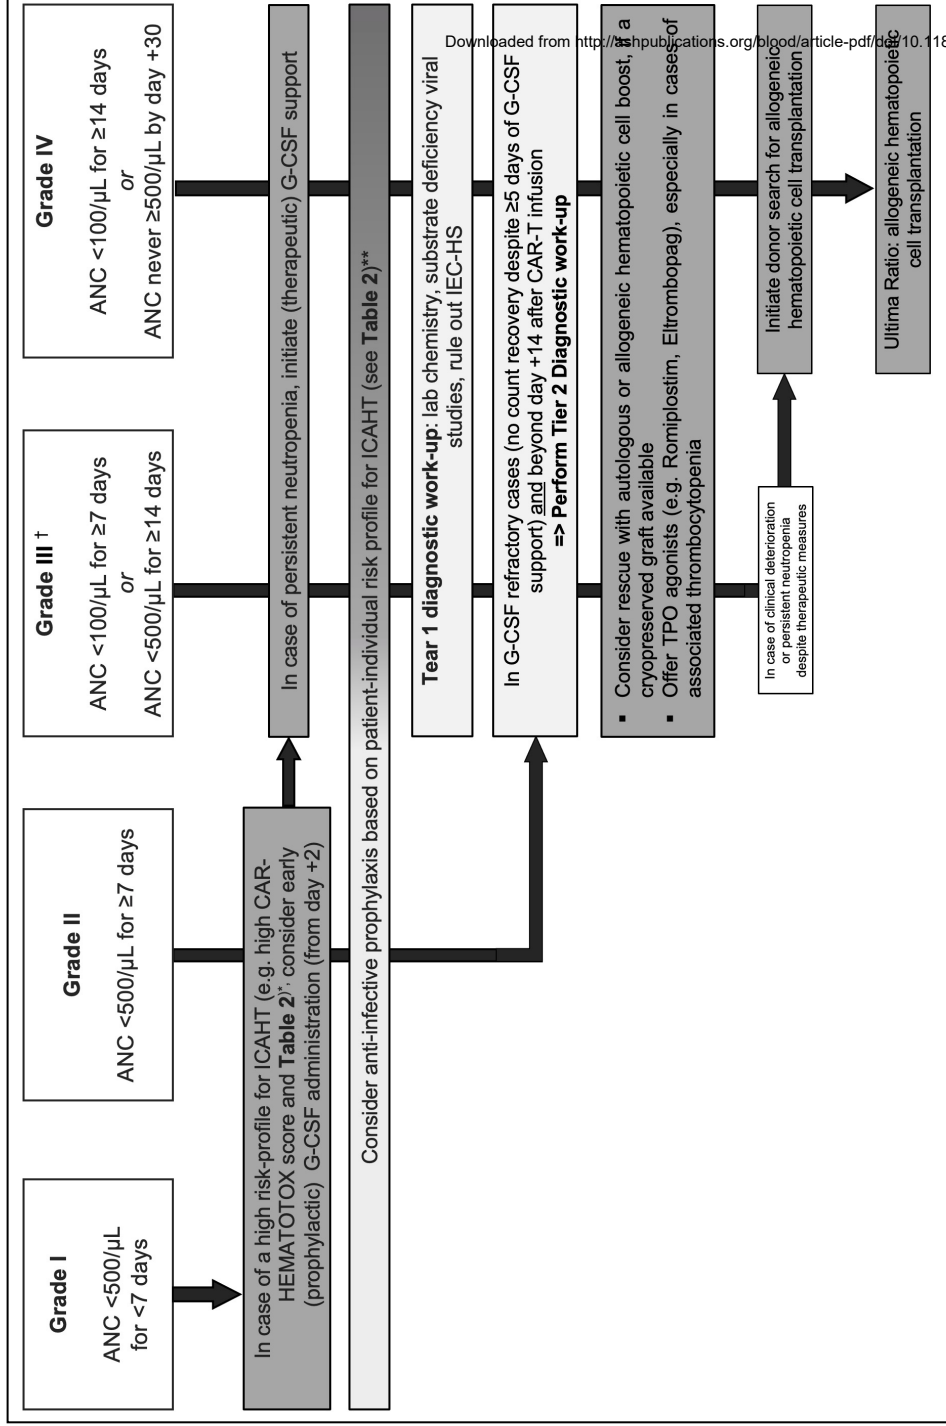 Grade I
ANC <500/µL
for <7 days
Grade II
ANC <500/µL for ≥7 days
Grade III †
ANC <100/µL for ≥7 days
or
ANC <500/µL for ≥14 days
Grade IV
ANC <100/µL for ≥14 days
or
ANC never ≥500/µL by day +30
In case of a high risk-profile for ICAHT (e.g. high CAR-
HEMATOTOX score and Table 2)*, consider early
(prophylactic) G-CSF administration (from day +2)
In case of persistent neutropenia, initiate (therapeutic) G-CSF support
Consider anti-infective prophylaxis based on patient-individual risk profile for ICAHT (see Table 2)**
Tear 1 diagnostic work-up: lab chemistry, substrate deficiency viral
studies, rule out IEC-HS
In G-CSF refractory cases (no count recovery despite ≥5 days of G-CSF
support) and beyond day +14 after CAR-T infusion
=> Perform Tier 2 Diagnostic work-up
▪ Consider rescue with autologous or allogeneic hematopoietic cell boost, if a
cryopreserved graft available
▪ Offer TPO agonists (e.g. Romiplostim, Eltrombopag), especially in cases of
associated thrombocytopenia
In case of clinical deterioration
or persistent neutropenia
despite therapeutic measures
Initiate donor search for allogeneic
hematopoietic cell transplantation
Ultima Ratio: allogeneic hematopoietic
cell transplantation
Downloaded from http://ashpublications.org/blood/article-pdf/doi/10.118